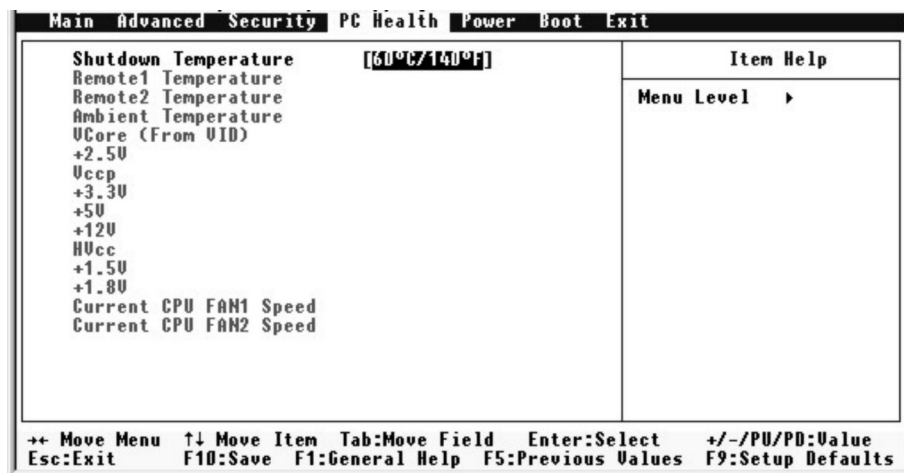 Main Advanced Security PC Health Power Boot Exit
Shutdown Temperature [60°C/140°F]
Item Help
Remote1 Temperature
Remote2 Temperature
Menu Level ▸
Ambient Temperature
VCore (From VID)
+2.5V
Vccp
+3.3V
+5V
+12V
HVcc
+1.5V
+1.8V
Current CPU FAN1 Speed
Current CPU FAN2 Speed
→← Move Menu ↑↓ Move Item Tab:Move Field Enter:Select +/-/PU/PD:Value
Esc:Exit F10:Save F1:General Help F5:Previous Values F9:Setup Defaults